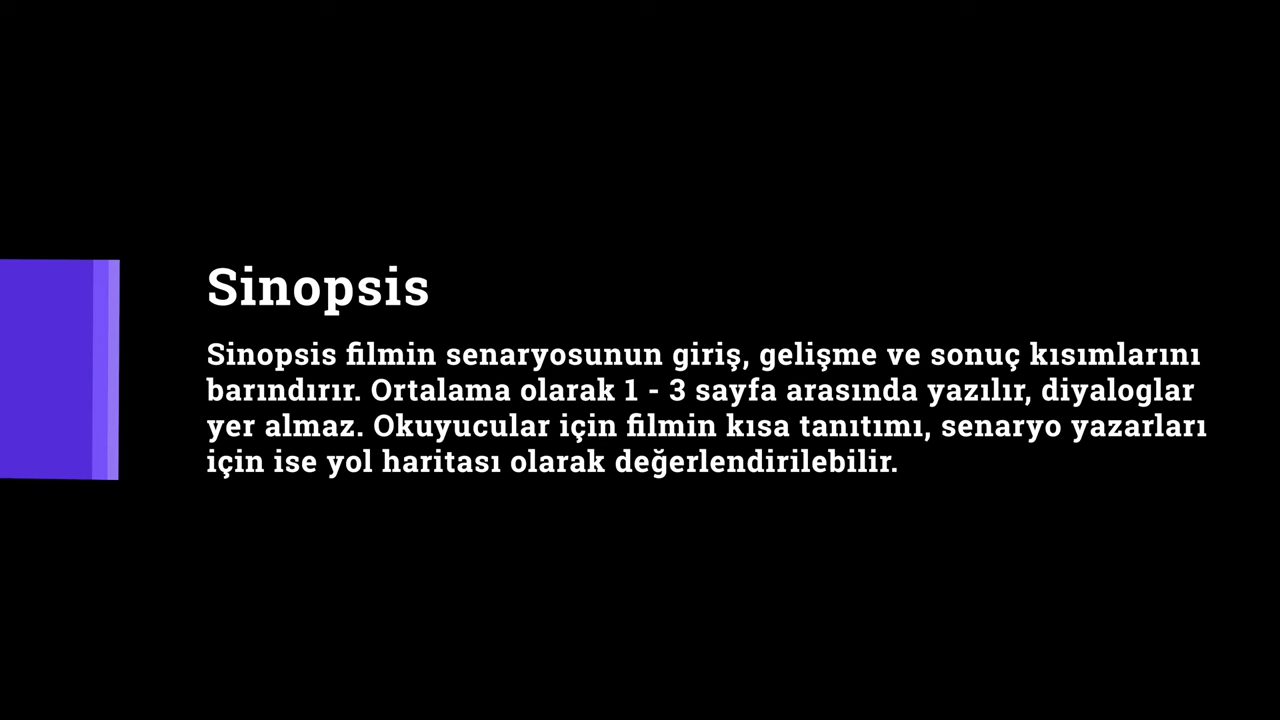 Sinopsis
Sinopsis filmin senaryosunun giriş, gelişme ve sonuç kısımlarını
barındırır. Ortalama olarak 1 - 3 sayfa arasında yazılır, diyaloglar
yer almaz. Okuyucular için filmin kısa tanıtımı, senaryo yazarları
için ise yol haritası olarak değerlendirilebilir.